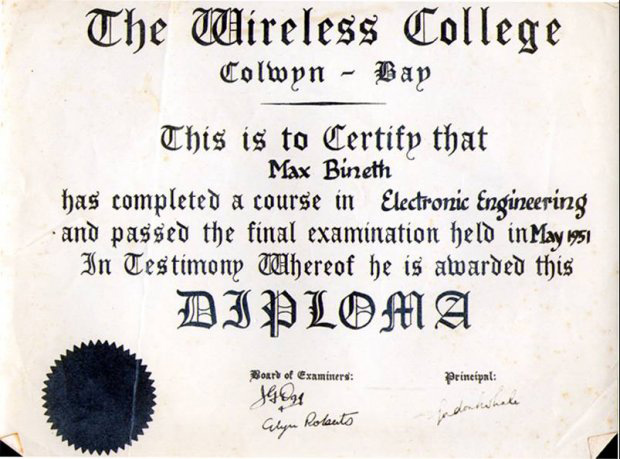 The Wireless College
Colwyn - Bay
This is to Certify that
Max Bineth
has completed a course in Electronic Engineering
and passed the final examination held in May 1951
In Testimony Whereof he is awarded this
DIPLOMA
Board of Examiners: Principal:
Glyn Roberts